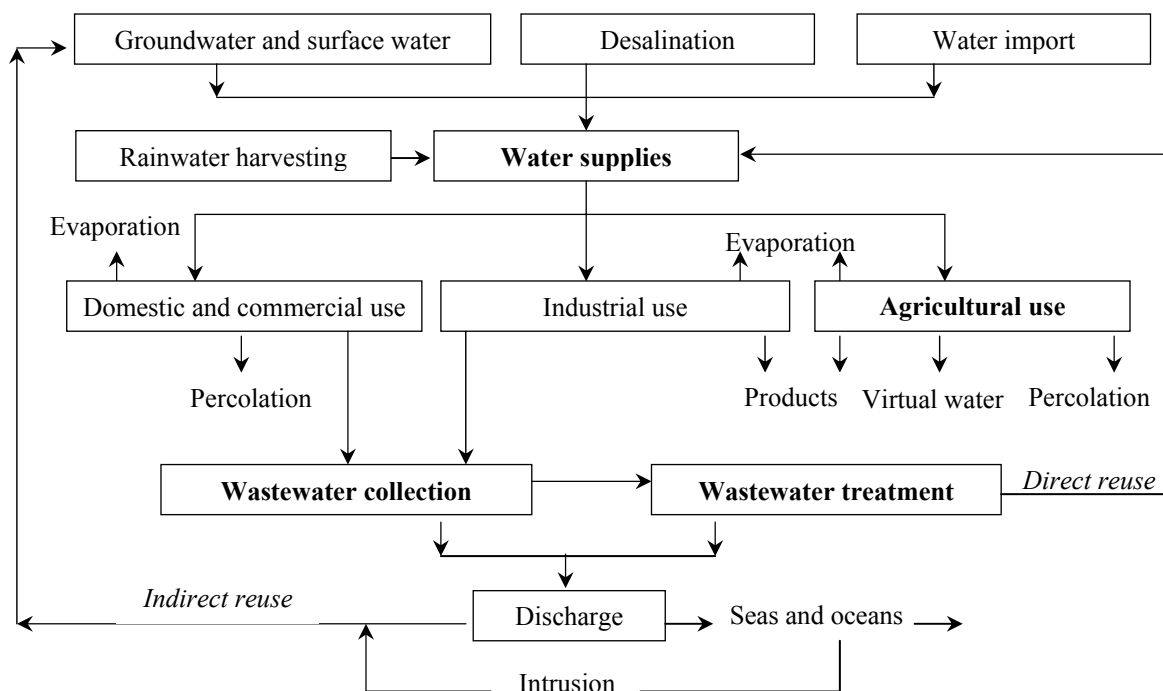 Groundwater and surface water
Desalination
Water import
Rainwater harvesting
Water supplies
Evaporation
Evaporation
Domestic and commercial use
Industrial use
Agricultural use
Percolation
Products
Virtual water
Percolation
Wastewater collection
Wastewater treatment
Direct reuse
Indirect reuse
Discharge
Seas and oceans
Intrusion